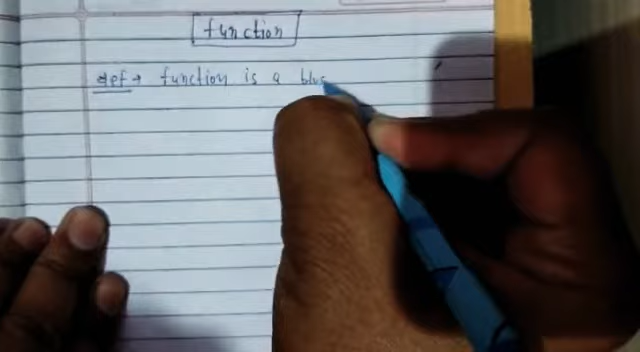 function
def → function is a